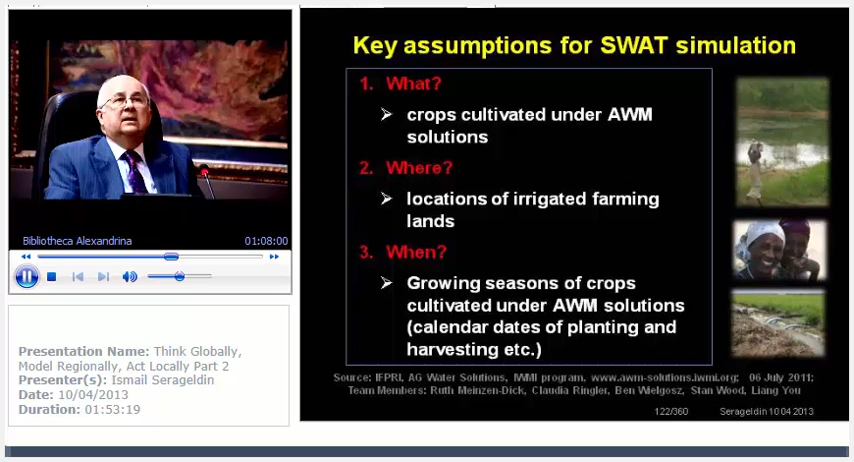 Key assumptions for SWAT simulation
1. What?
➢ crops cultivated under AWM
solutions
2. Where?
➢ locations of irrigated farming
lands
3. When?
➢ Growing seasons of crops
cultivated under AWM solutions
(calendar dates of planting and
harvesting etc.)
Source: IFPRI, AG Water Solutions, IWMI program, www.awm-solutions.iwmi.org; 06 July 2011;
Team Members: Ruth Meinzen-Dick, Claudia Ringler, Ben Wielgosz, Stan Wood, Liang You
122/360 Serageldin 10 04 2013
Bibliotheca Alexandrina 01:08:00
Presentation Name: Think Globally,
Model Regionally, Act Locally Part 2
Presenter(s): Ismail Serageldin
Date: 10/04/2013
Duration: 01:53:19